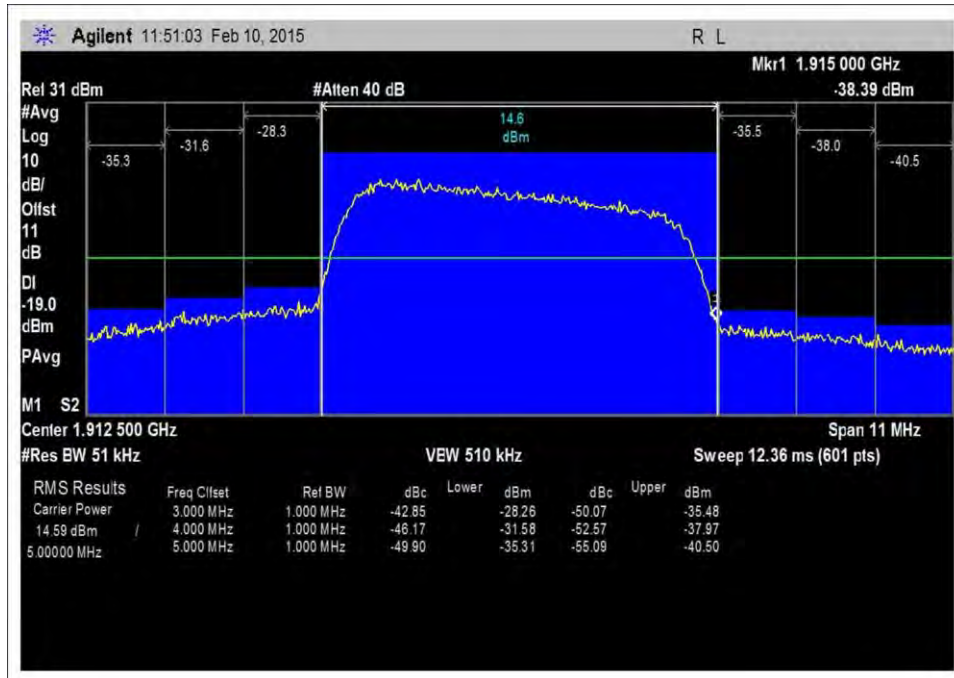 Agilent 11:51:03 Feb 10, 2015 R L
Mkr1 1.915 000 GHz
Rel 31 dBm #Atten 40 dB -38.39 dBm
#Avg
Log
10
dB/
Offst
11
dB
DI
-19.0
dBm
PAvg
M1 S2
14.6
dBm
-35.3 -31.6 -28.3 -35.5 -38.0 -40.5
Center 1.912 500 GHz Span 11 MHz
#Res BW 51 kHz VEW 510 kHz Sweep 12.36 ms (601 pts)
RMS Results Freq Clfset Ref BW dBc Lower dBm dBc Upper dBm
Carrier Power 3.000 MHz 1.000 MHz -42.85 -28.26 -50.07 -35.48
14.59 dBm / 4.000 MHz 1.000 MHz -46.17 -31.58 -52.57 -37.97
5.00000 MHz 5.000 MHz 1.000 MHz -49.90 -35.31 -55.09 -40.50